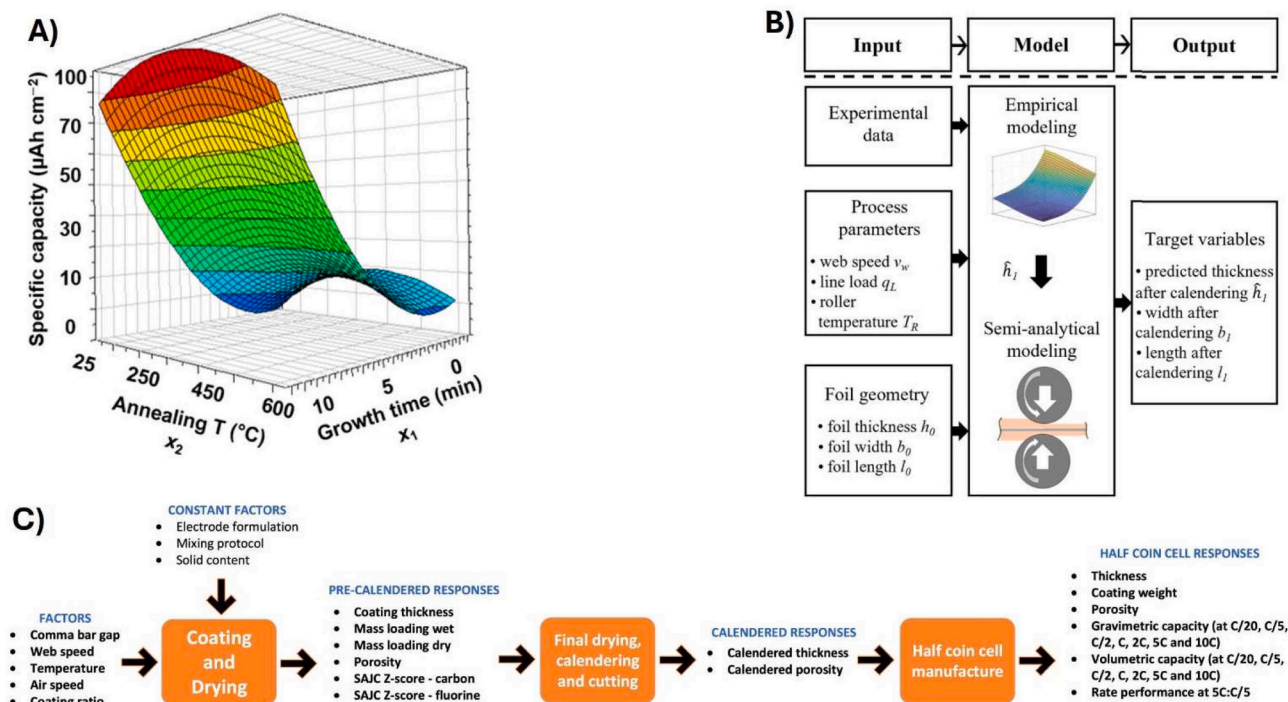 A)
Specific capacity (µAh cm⁻²)
100
70
50
30
10
0
25
250
450
600
Annealing T (°C)
x₂
10
5
0
Growth time (min)
x₁
B)
Input
Model
Output
Experimental
data
Process
parameters
• web speed v_w
• line load q_L
• roller
temperature T_R
Foil geometry
• foil thickness h₀
• foil width b₀
• foil length l₀
Empirical
modeling
ĥ₁
Semi-analytical
modeling
Target variables
• predicted thickness
after calendering ĥ₁
• width after
calendering b₁
• length after
calendering l₁
C)
CONSTANT FACTORS
• Electrode formulation
• Mixing protocol
• Solid content
FACTORS
• Comma bar gap
• Web speed
• Temperature
• Air speed
• Coating ratio
Coating
and
Drying
PRE-CALENDERED RESPONSES
• Coating thickness
• Mass loading wet
• Mass loading dry
• Porosity
• SAJC Z-score - carbon
• SAJC Z-score - fluorine
Final drying,
calendering
and cutting
CALENDERED RESPONSES
• Calendered thickness
• Calendered porosity
Half coin cell
manufacture
HALF COIN CELL RESPONSES
• Thickness
• Coating weight
• Porosity
• Gravimetric capacity (at C/20, C/5,
C/2, C, 2C, 5C and 10C)
• Volumetric capacity (at C/20, C/5,
C/2, C, 2C, 5C and 10C)
• Rate performance at 5C:C/5